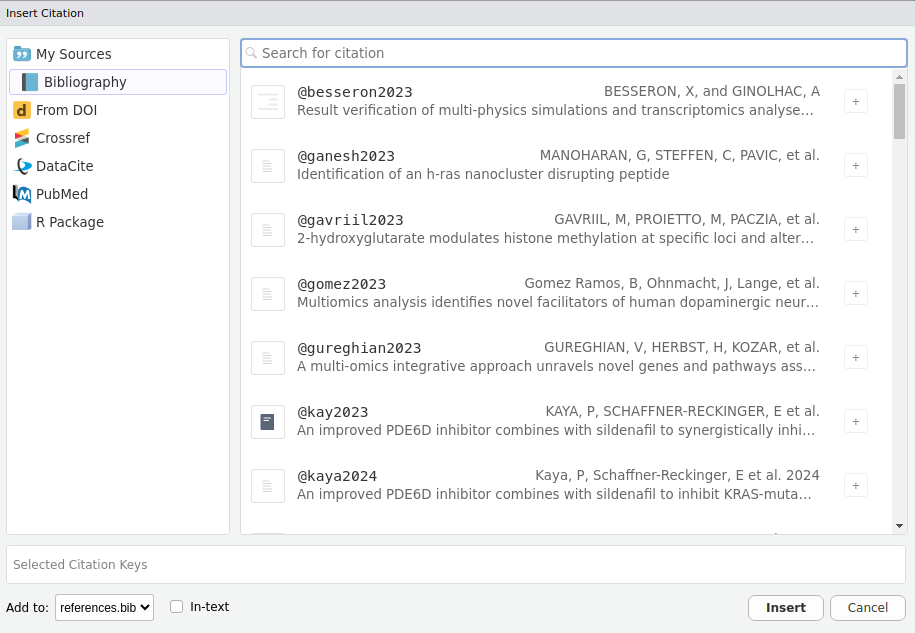 Insert Citation
My Sources
Bibliography
From DOI
Crossref
DataCite
PubMed
R Package
Search for citation
@besseron2023 BESSERON, X, and GINOLHAC, A
Result verification of multi-physics simulations and transcriptomics analyse…
@ganesh2023 MANOHARAN, G, STEFFEN, C, PAVIC, et al.
Identification of an h-ras nanocluster disrupting peptide
@gavriil2023 GAVRIIL, M, PROIETTO, M, PACZIA, et al.
2-hydroxyglutarate modulates histone methylation at specific loci and alter…
@gomez2023 Gomez Ramos, B, Ohnmacht, J, Lange, et al.
Multiomics analysis identifies novel facilitators of human dopaminergic neur…
@gureghian2023 GUREGHIAN, V, HERBST, H, KOZAR, et al.
A multi-omics integrative approach unravels novel genes and pathways ass…
@kay2023 KAYA, P, SCHAFFNER-RECKINGER, E et al.
An improved PDE6D inhibitor combines with sildenafil to synergistically inhi…
@kaya2024 Kaya, P, Schaffner-Reckinger, E et al. 2024
An improved PDE6D inhibitor combines with sildenafil to inhibit KRAS-muta…
Selected Citation Keys
Add to: references.bib In-text Insert Cancel